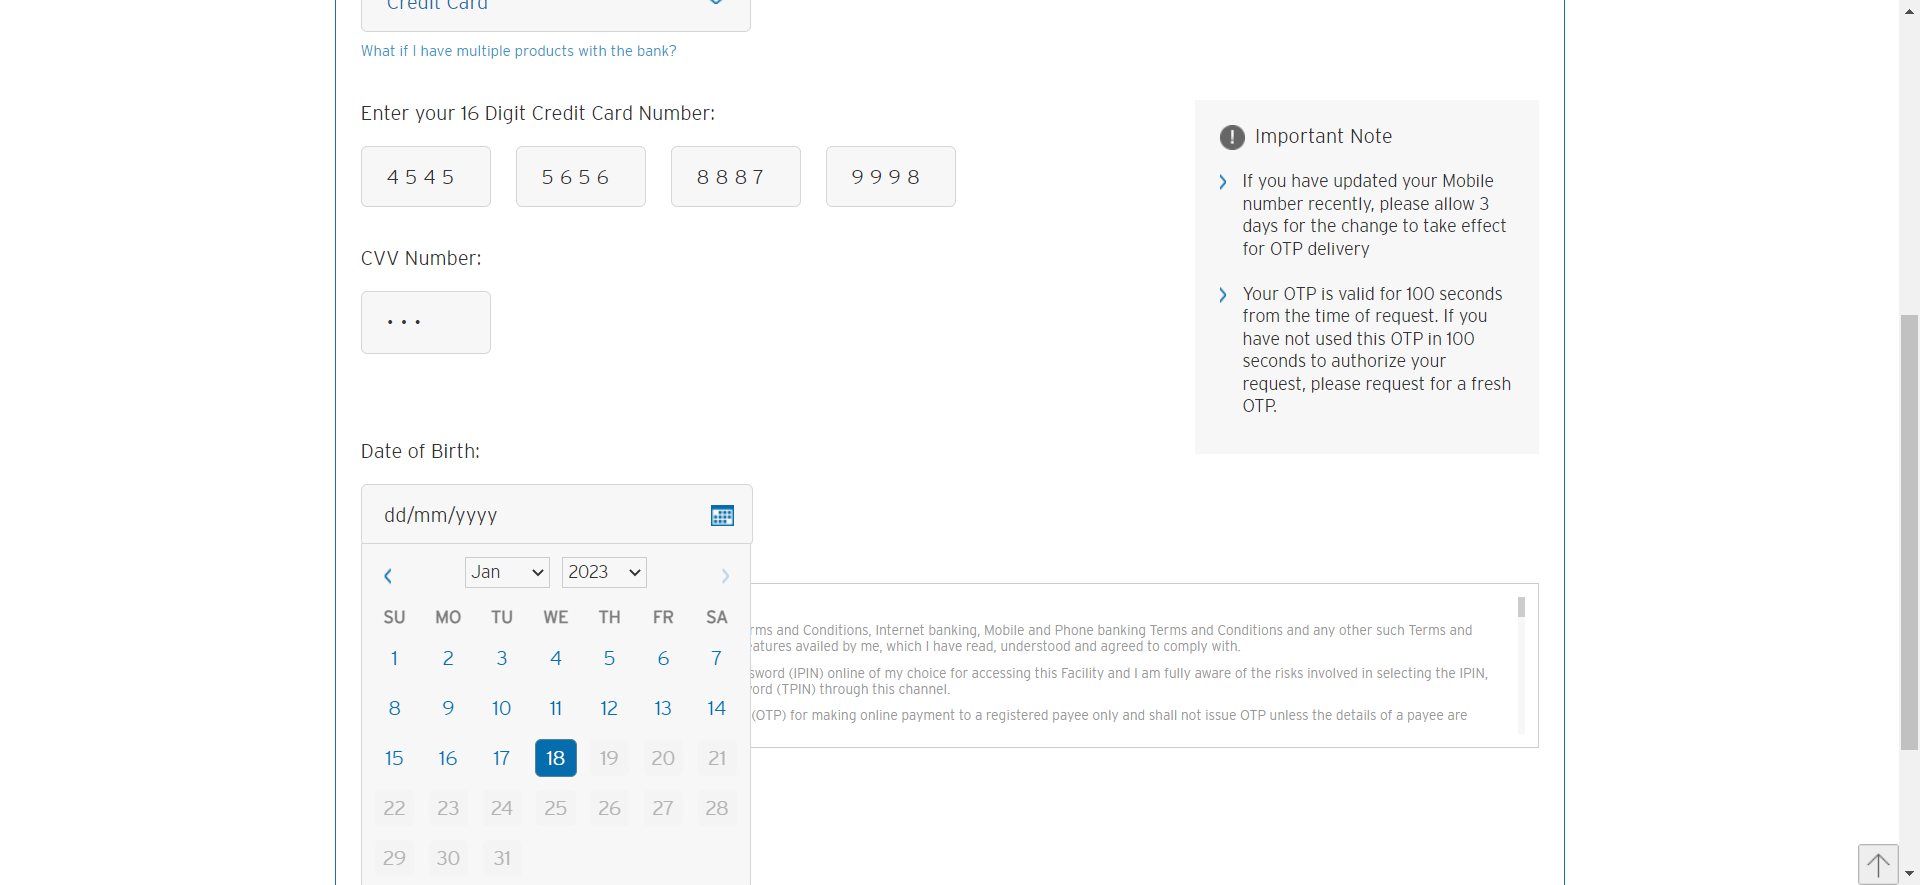 Credit Card
What if I have multiple products with the bank?
Enter your 16 Digit Credit Card Number:
4545 5656 8887 9998
CVV Number:
Date of Birth:
dd/mm/yyyy
Jan 2023
SU MO TU WE TH FR SA
1 2 3 4 5 6 7
8 9 10 11 12 13 14
15 16 17 18 19 20 21
22 23 24 25 26 27 28
29 30 31
Important Note
If you have updated your Mobile
number recently, please allow 3
days for the change to take effect
for OTP delivery
Your OTP is valid for 100 seconds
from the time of request. If you
have not used this OTP in 100
seconds to authorize your
request, please request for a fresh
OTP.
rms and Conditions, Internet banking, Mobile and Phone banking Terms and Conditions and any other such Terms and
atures availed by me, which I have read, understood and agreed to comply with.
sword (IPIN) online of my choice for accessing this Facility and I am fully aware of the risks involved in selecting the IPIN,
ord (TPIN) through this channel.
(OTP) for making online payment to a registered payee only and shall not issue OTP unless the details of a payee are